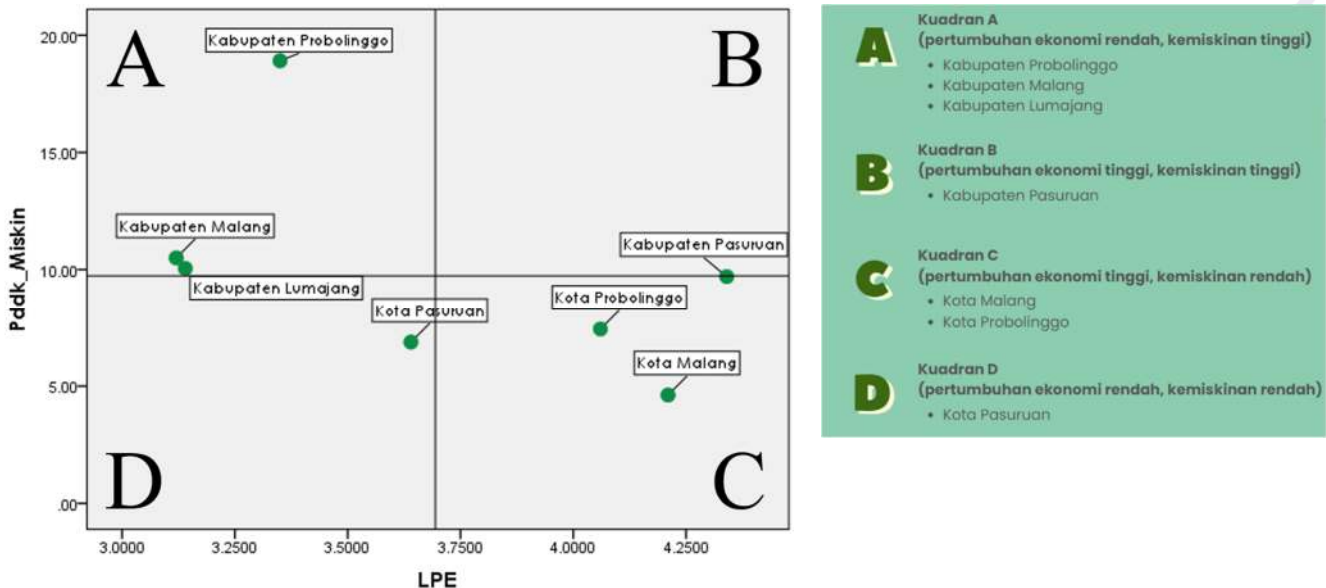 A
B
C
D
Kabupaten Probolinggo
Kabupaten Malang
Kabupaten Lumajang
Kota Pasuruan
Kabupaten Pasuruan
Kota Probolinggo
Kota Malang
Pddk_Miskin
20.00
15.00
10.00
5.00
.00
3.0000
3.2500
3.5000
3.7500
4.0000
4.2500
LPE
A
Kuadran A
(pertumbuhan ekonomi rendah, kemiskinan tinggi)
• Kabupaten Probolinggo
• Kabupaten Malang
• Kabupaten Lumajang
B
Kuadran B
(pertumbuhan ekonomi tinggi, kemiskinan tinggi)
• Kabupaten Pasuruan
C
Kuadran C
(pertumbuhan ekonomi tinggi, kemiskinan rendah)
• Kota Malang
• Kota Probolinggo
D
Kuadran D
(pertumbuhan ekonomi rendah, kemiskinan rendah)
• Kota Pasuruan